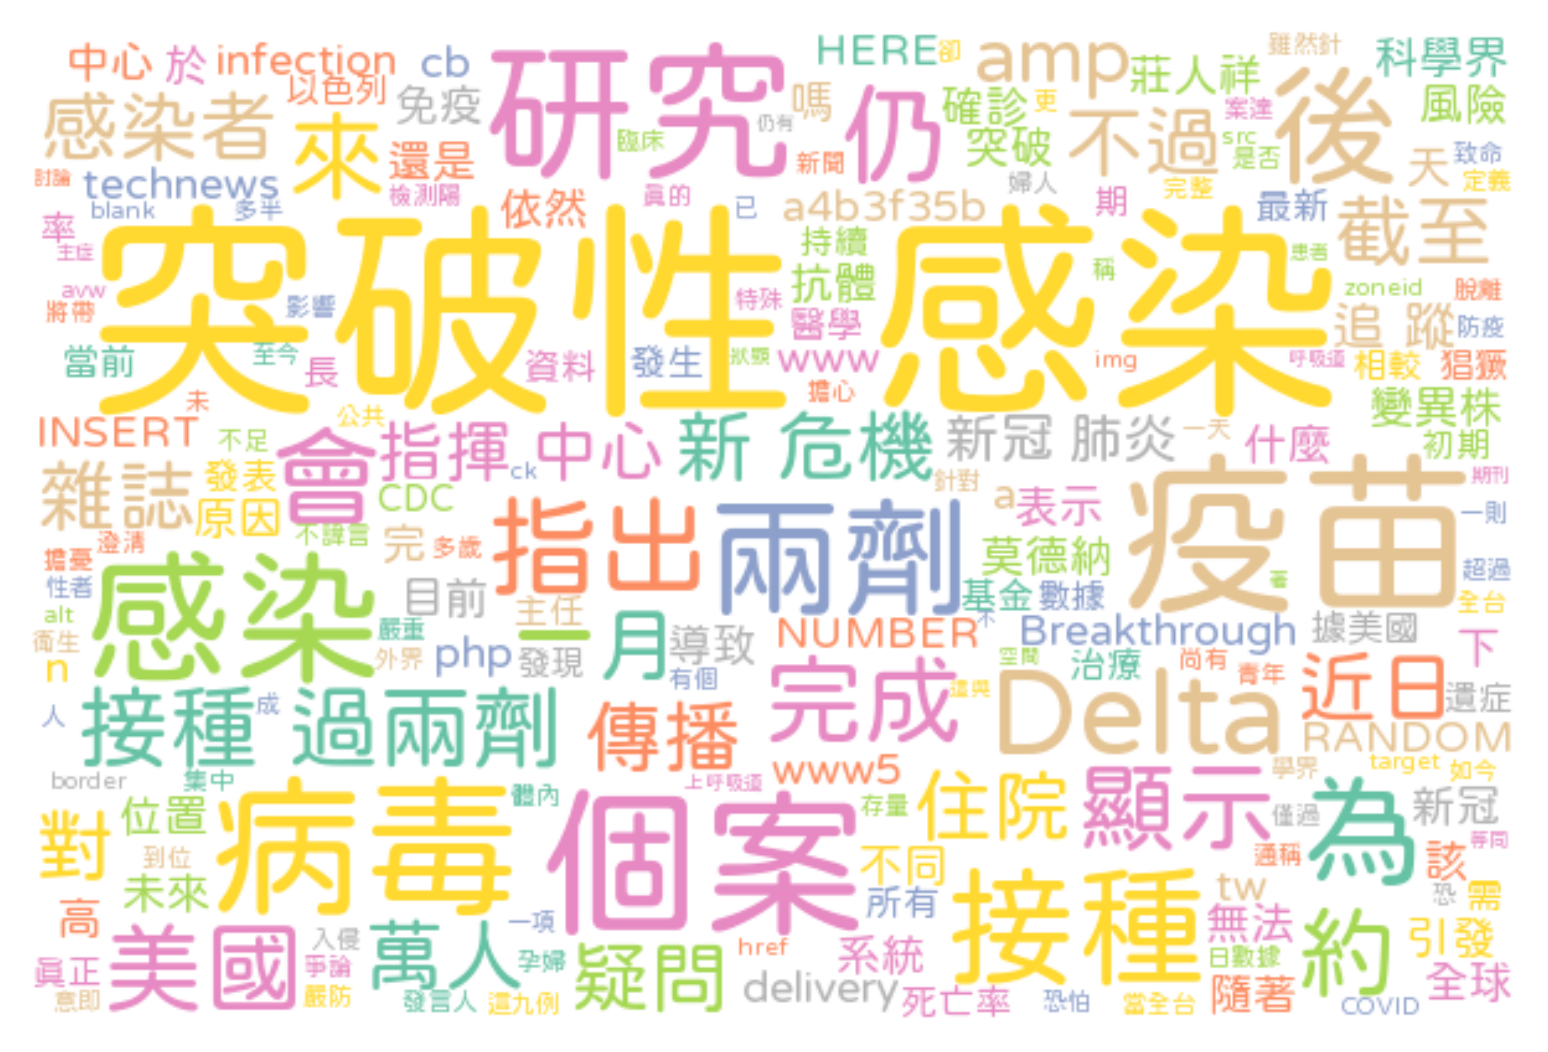 中心 於 infection cb
HERE 卻 amp 雖然針 科學界
以色列 免疫 研究 嗎 仍 確診 更 莊人祥 案達 後 風險
感染者 來 還是 臨床 仍有 新聞 突破 不過 src 是否 天 致命
討論 technews 檢測陽 依然 眞的 婦人 完整 定義
blank 多半 已 a4b3f35b 期 最新 截至
率 主症 突破性感染 持續 稱 患者
avw 將帶 影響 特殊 抗體 zoneid 脫離
醫學 追 蹤 防疫
當前 至今 長 資料 發生 狀顯 www img 呼吸道 相較 猖獗
未 公共 擔心 變異株
INSERT 不足 會 指揮 中心 新 危機 新冠 肺炎 一天 什麼 初期
雜誌 發表 ck 針對 疫苗 期刊
原因 CDC 指出 兩劑 a 表示 一則
澄清 不諱言 完 多歲 莫德納
擔憂 感染 目前 著 超過
性者 主任 基金 數據 全台
alt 嚴重 一 月 導致 NUMBER 不 Breakthrough 據美國
衛生 外界 php 發現 空間 治療 尚有 下
n 有個 完成 這與 Delta 青年 近日 遺症
人 接種 成 過兩劑 傳播 RANDOM
border 集中 上呼吸道 www5 學界 target 如今
對 位置 病毒 體內 個案 存量 住院 顯示 僅過 為 新冠
到位 不同 通稱 該 等同
未來 所有 接種 tw 恐 需
高 美國 入侵 萬人 一項 疑問 href 系統 無法 約 引發
眞正 爭論 孕婦 日數據 全球
意即 嚴防 發言人 這九例 delivery 死亡率 恐怕 當全台 隨著 COVID